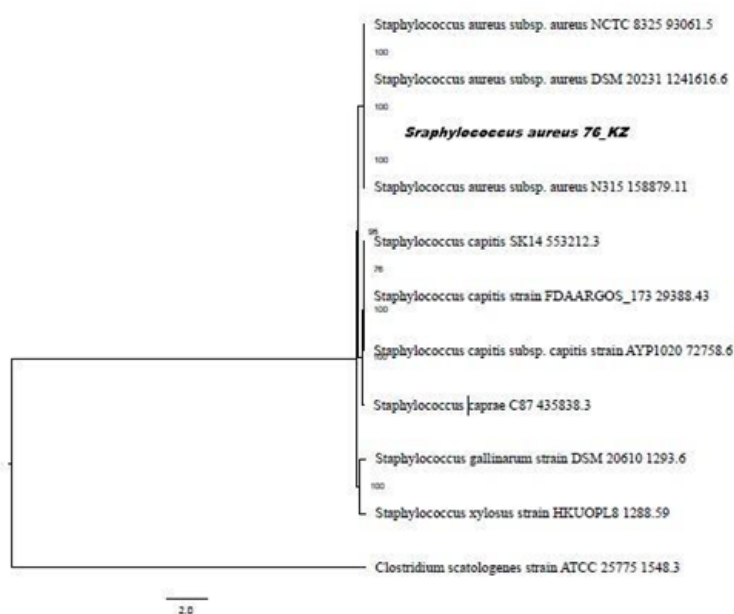 Staphylococcus aureus subsp. aureus NCTC 8325 93061.5
100
Staphylococcus aureus subsp. aureus DSM 20231 1241616.6
100
Sraphylococcus aureus 76_KZ
100
Staphylococcus aureus subsp. aureus N315 158879.11
95
Staphylococcus capitis SK14 553212.3
76
Staphylococcus capitis strain FDAARGOS_173 29388.43
100
Staphylococcus capitis subsp. capitis strain AYP1020 72758.6
100
Staphylococcus caprae C87 435838.3
Staphylococcus gallinarum strain DSM 20610 1293.6
100
Staphylococcus xylosus strain HKUOPL8 1288.59
Clostridium scatologenes strain ATCC 25775 1548.3
2.0